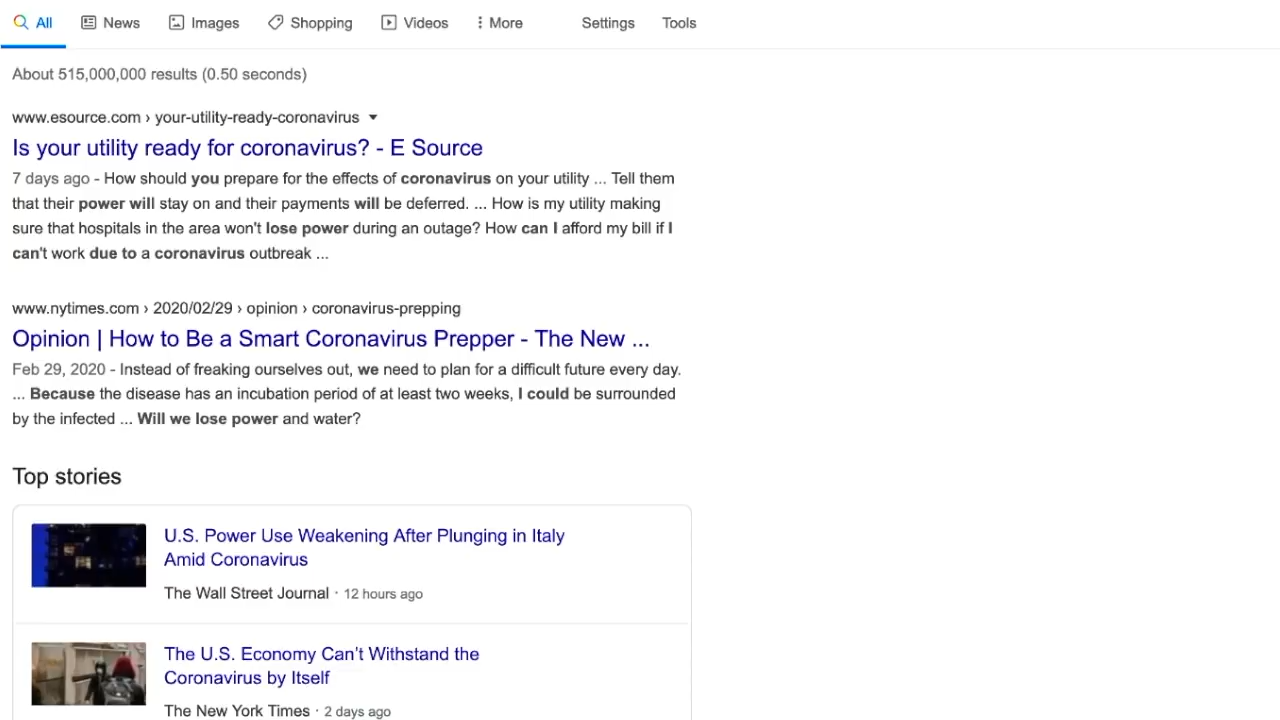 All News Images Shopping Videos More Settings Tools
About 515,000,000 results (0.50 seconds)
www.esource.com › your-utility-ready-coronavirus
Is your utility ready for coronavirus? - E Source
7 days ago - How should you prepare for the effects of coronavirus on your utility ... Tell them
that their power will stay on and their payments will be deferred. ... How is my utility making
sure that hospitals in the area won't lose power during an outage? How can I afford my bill if I
can't work due to a coronavirus outbreak ...
www.nytimes.com › 2020/02/29 › opinion › coronavirus-prepping
Opinion | How to Be a Smart Coronavirus Prepper - The New ...
Feb 29, 2020 - Instead of freaking ourselves out, we need to plan for a difficult future every day.
... Because the disease has an incubation period of at least two weeks, I could be surrounded
by the infected ... Will we lose power and water?
Top stories
U.S. Power Use Weakening After Plunging in Italy
Amid Coronavirus
The Wall Street Journal · 12 hours ago
The U.S. Economy Can't Withstand the
Coronavirus by Itself
The New York Times · 2 days ago